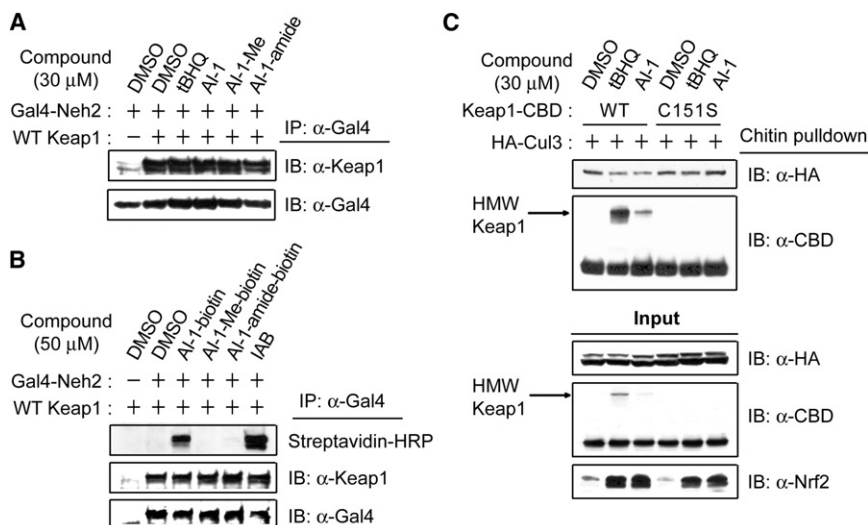 A
Compound
(30 μM)
DMSO
DMSO
tBHQ
AI-1
AI-1-Me
AI-1-amide
Gal4-Neh2 : + + + + + +
WT Keap1 : − + + + + +
IP: α-Gal4
IB: α-Keap1
IB: α-Gal4
B
Compound
(50 μM)
DMSO
DMSO
AI-1-biotin
AI-1-Me-biotin
AI-1-amide-biotin
IAB
Gal4-Neh2 : − + + + + +
WT Keap1 : + + + + + +
IP: α-Gal4
Streptavidin-HRP
IB: α-Keap1
IB: α-Gal4
C
Compound
(30 μM)
DMSO
tBHQ
AI-1
DMSO
tBHQ
AI-1
Keap1-CBD : WT C151S
HA-Cul3 : + + + + + +
Chitin pulldown
IB: α-HA
HMW
Keap1
IB: α-CBD
Input
IB: α-HA
HMW
Keap1
IB: α-CBD
IB: α-Nrf2